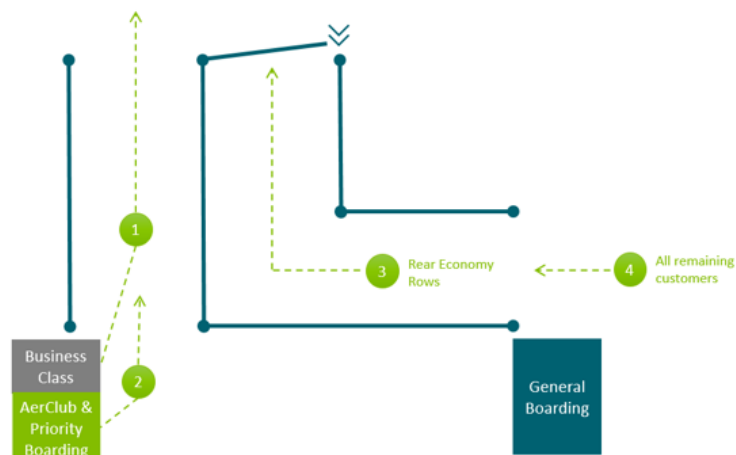 1
3
Rear Economy
Rows
4
All remaining
customers
Business
Class
2
AerClub &
Priority
Boarding
General
Boarding